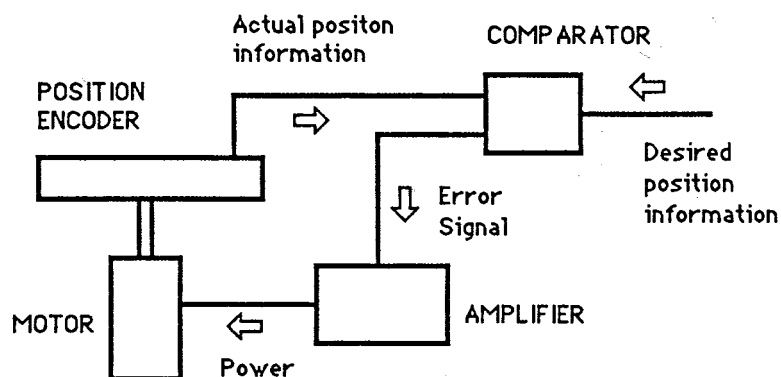 Actual positon
information
COMPARATOR
POSITION
ENCODER
Desired
position
information
Error
Signal
MOTOR
AMPLIFIER
Power